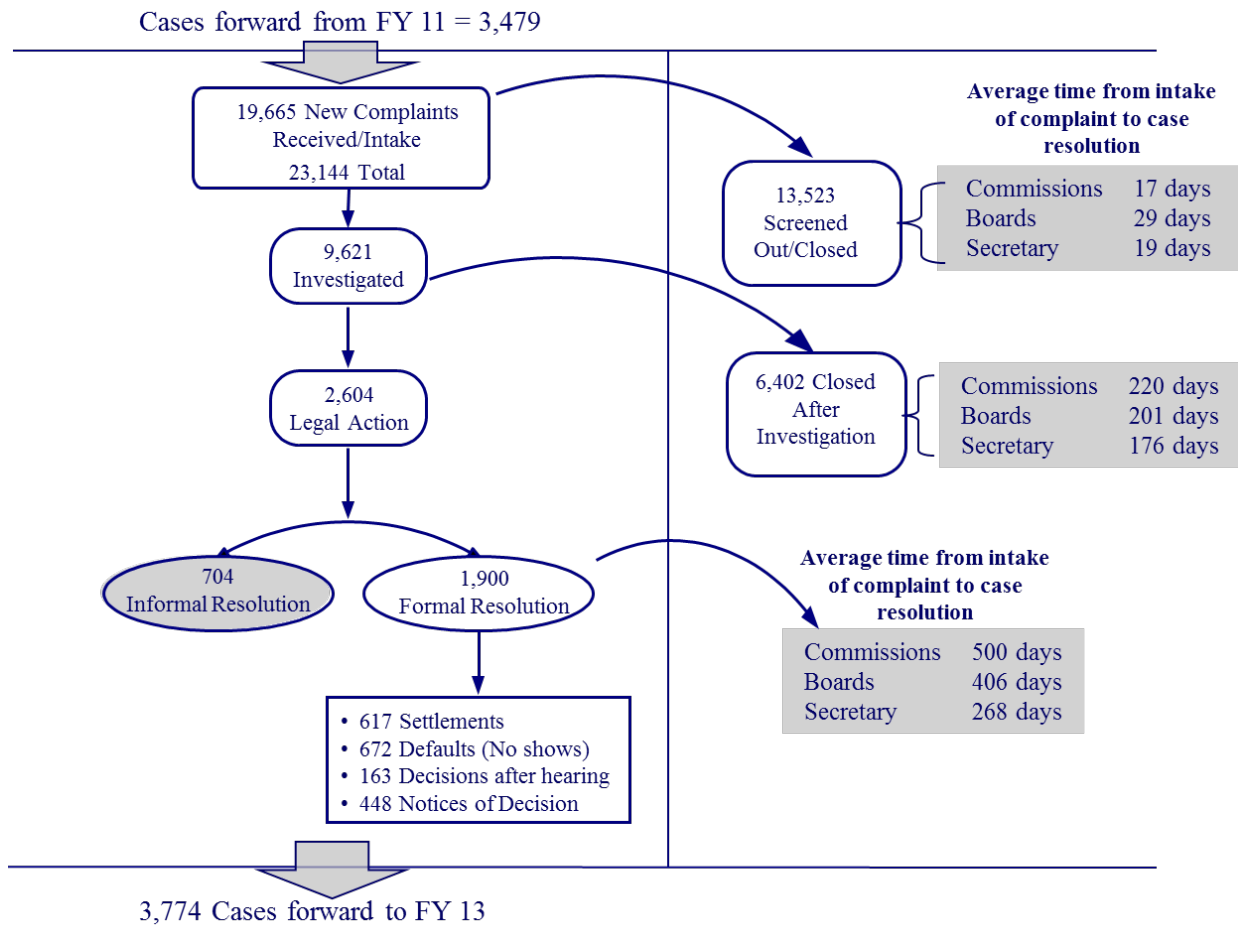 Cases forward from FY 11 = 3,479
19,665 New Complaints
Received/Intake
23,144 Total
Average time from intake
of complaint to case
resolution
13,523
Screened
Out/Closed
Commissions 17 days
Boards 29 days
Secretary 19 days
9,621
Investigated
6,402 Closed
After
Investigation
Commissions 220 days
Boards 201 days
Secretary 176 days
2,604
Legal Action
704
Informal Resolution
1,900
Formal Resolution
Average time from intake
of complaint to case
resolution
Commissions 500 days
Boards 406 days
Secretary 268 days
• 617 Settlements
• 672 Defaults (No shows)
• 163 Decisions after hearing
• 448 Notices of Decision
3,774 Cases forward to FY 13